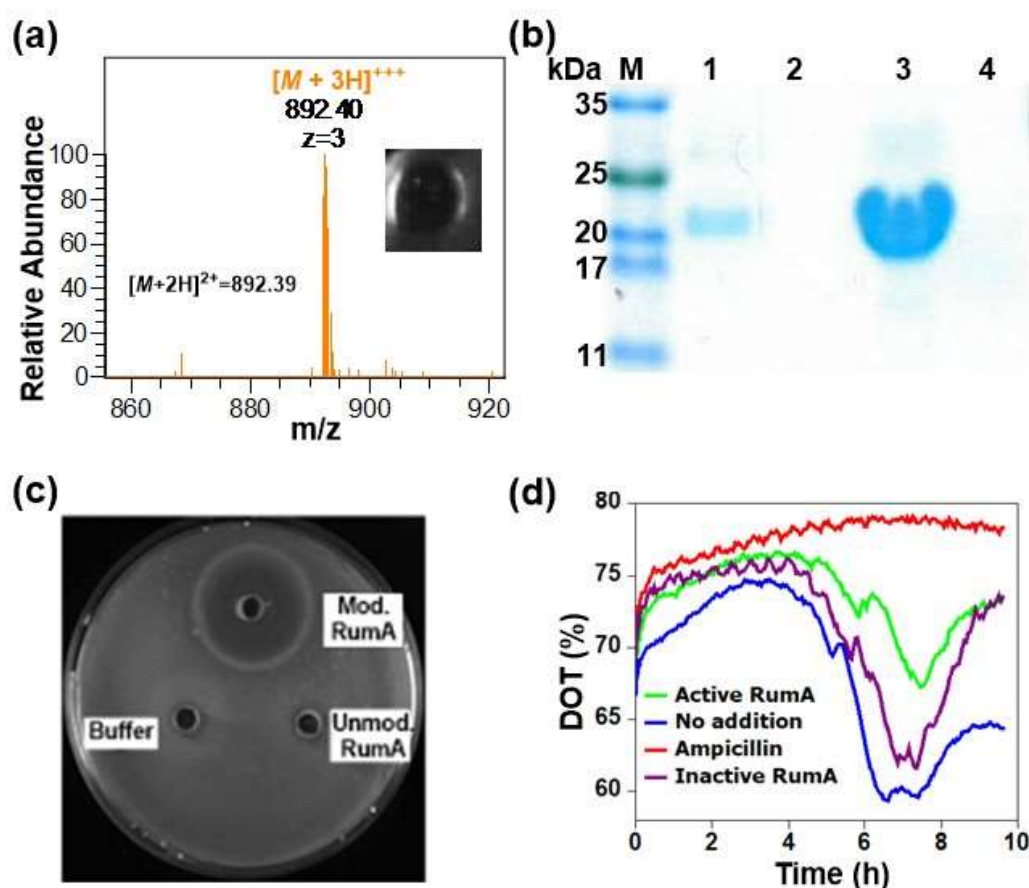 (a)
[M + 3H]+++
892.40
z=3
100
80
60
40
20
0
Relative Abundance
[M+2H]2+=892.39
860 880 900 920
m/z
(b)
kDa M 1 2 3 4
35
25
20
17
11
(c)
Mod.
RumA
Buffer
Unmod.
RumA
(d)
80
75
70
65
60
DOT (%)
Active RumA
No addition
Ampicillin
Inactive RumA
0 2 4 6 8 10
Time (h)